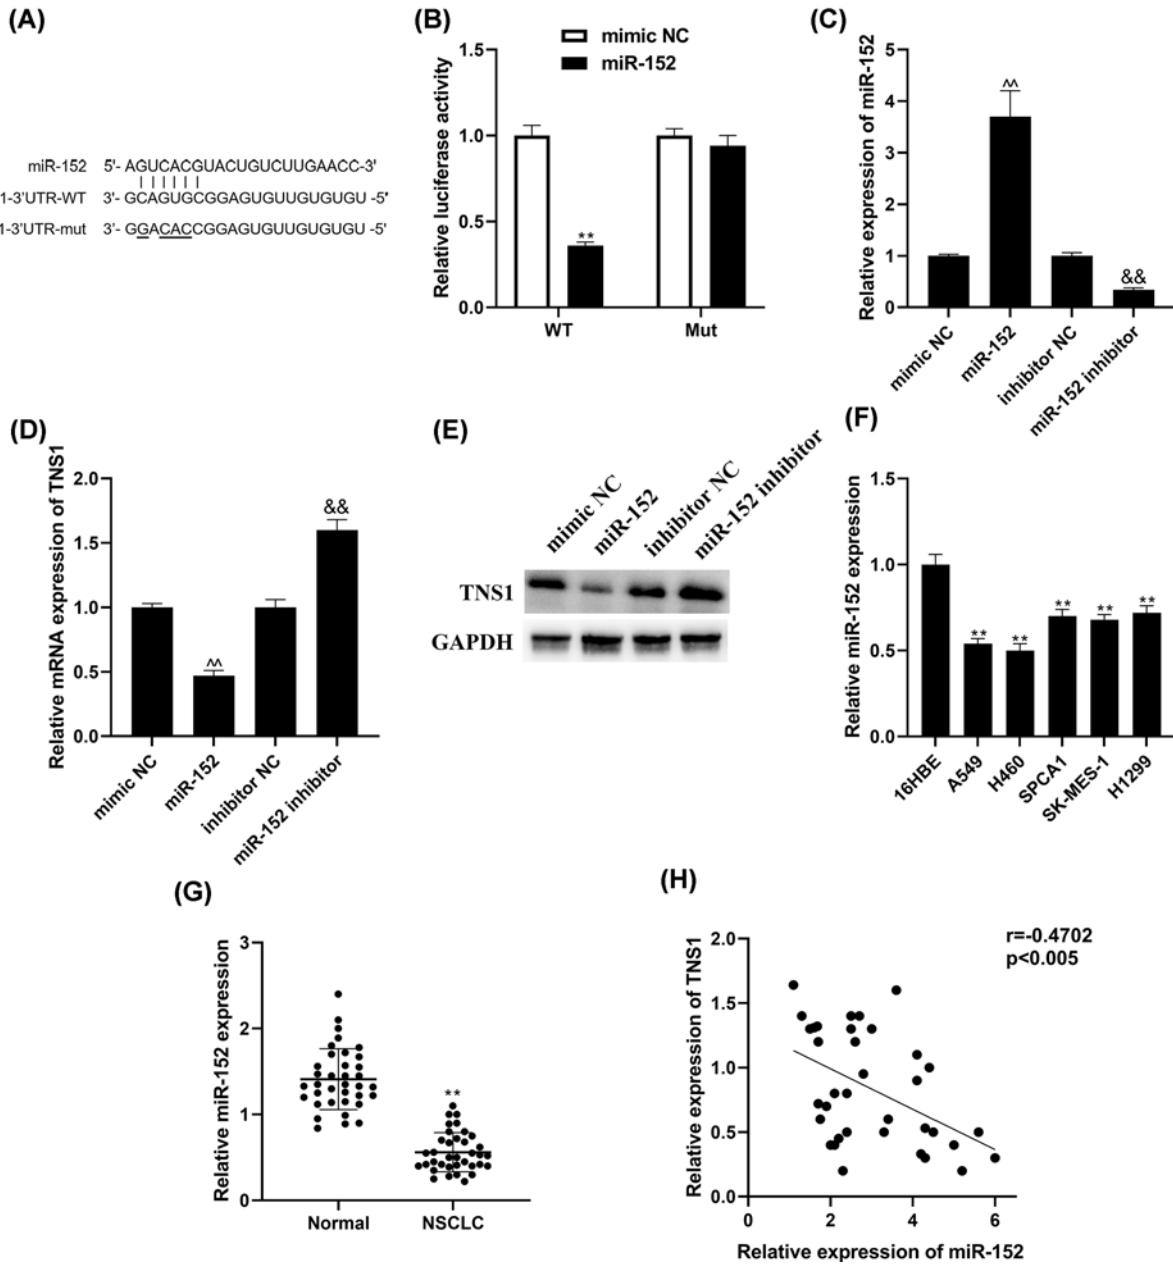 (A)
miR-152 5'- AGUCACGUACUGUCUUGAACC-3'
1-3'UTR-WT 3'- GCAGUGCGGAGUGUUGUGUGU -5'
1-3'UTR-mut 3'- GGACACCGGAGUGUUGUGUGU -5'
(B)
mimic NC
miR-152
Relative luciferase activity
1.5
1.0
0.5
0.0
**
WT Mut
(C)
Relative expression of miR-152
5
4
3
2
1
0
^^
&&
mimic NC
miR-152
inhibitor NC
miR-152 inhibitor
(D)
Relative mRNA expression of TNS1
2.0
1.5
1.0
0.5
0.0
^^
&&
mimic NC
miR-152
inhibitor NC
miR-152 inhibitor
(E)
mimic NC
miR-152
inhibitor NC
miR-152 inhibitor
TNS1
GAPDH
(F)
Relative miR-152 expression
1.5
1.0
0.5
0.0
** ** ** ** **
16HBE
A549
H460
SPCA1
SK-MES-1
H1299
(G)
Relative miR-152 expression
3
2
1
0
**
Normal NSCLC
(H)
r=-0.4702
p<0.005
Relative expression of TNS1
2.0
1.5
1.0
0.5
0.0
0 2 4 6
Relative expression of miR-152